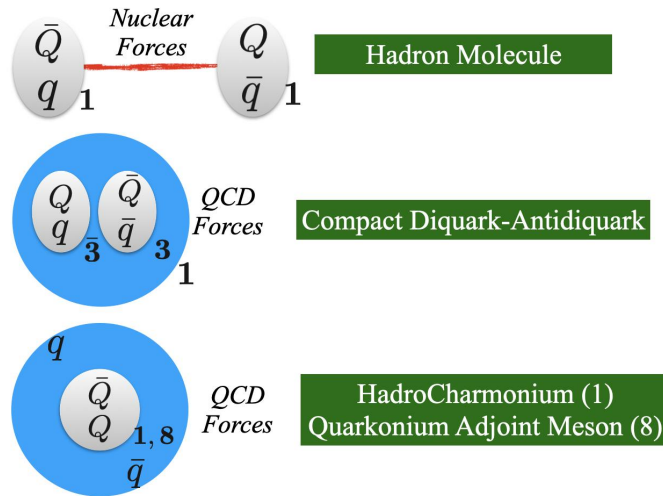 Nuclear
Forces
Q̄
q
1
Q
q̄
1
Hadron Molecule
Q
q
3̄
Q̄
q̄
3
1
QCD
Forces
Compact Diquark-Antidiquark
q
Q̄
Q
1, 8
q̄
QCD
Forces
HadroCharmonium (1)
Quarkonium Adjoint Meson (8)